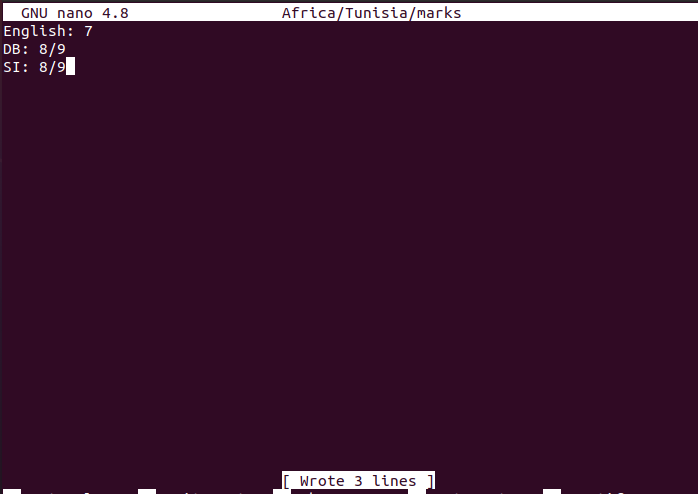 GNU nano 4.8 Africa/Tunisia/marks
English: 7
DB: 8/9
SI: 8/9
[ Wrote 3 lines ]